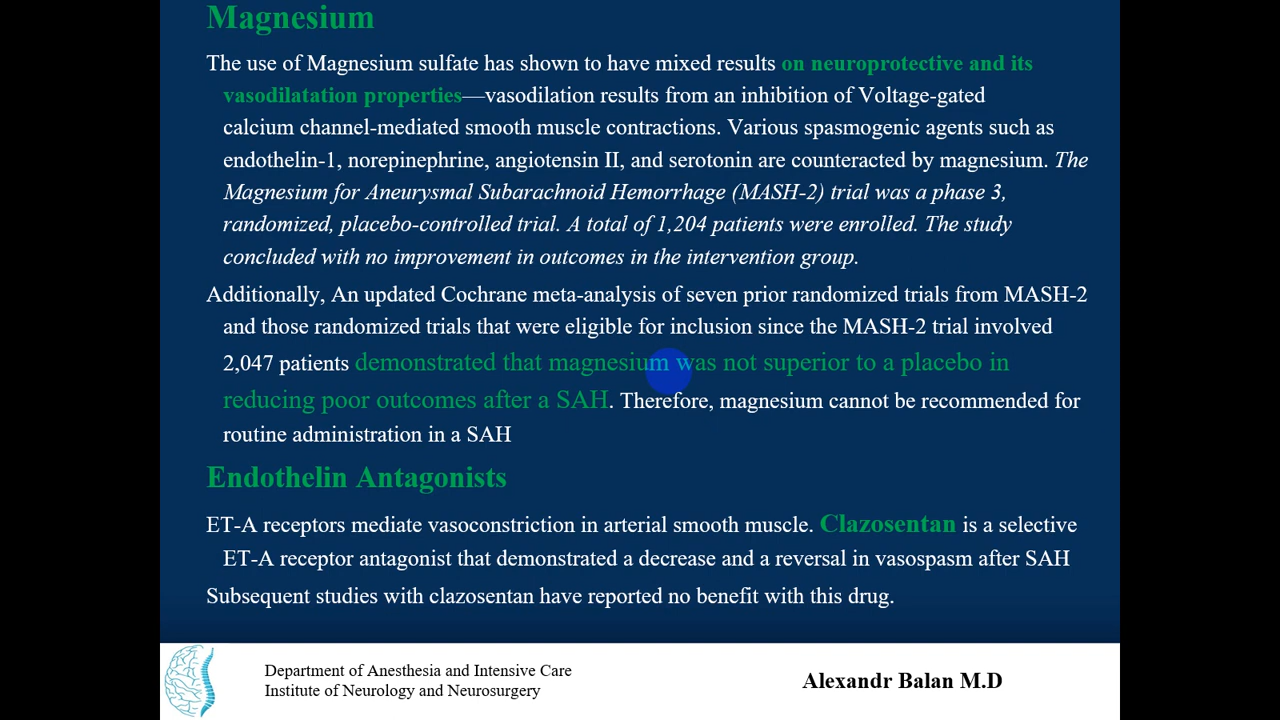 Magnesium
The use of Magnesium sulfate has shown to have mixed results on neuroprotective and its
vasodilatation properties—vasodilation results from an inhibition of Voltage-gated
calcium channel-mediated smooth muscle contractions. Various spasmogenic agents such as
endothelin-1, norepinephrine, angiotensin II, and serotonin are counteracted by magnesium. The
Magnesium for Aneurysmal Subarachnoid Hemorrhage (MASH-2) trial was a phase 3,
randomized, placebo-controlled trial. A total of 1,204 patients were enrolled. The study
concluded with no improvement in outcomes in the intervention group.
Additionally, An updated Cochrane meta-analysis of seven prior randomized trials from MASH-2
and those randomized trials that were eligible for inclusion since the MASH-2 trial involved
2,047 patients demonstrated that magnesium was not superior to a placebo in
reducing poor outcomes after a SAH. Therefore, magnesium cannot be recommended for
routine administration in a SAH
Endothelin Antagonists
ET-A receptors mediate vasoconstriction in arterial smooth muscle. Clazosentan is a selective
ET-A receptor antagonist that demonstrated a decrease and a reversal in vasospasm after SAH
Subsequent studies with clazosentan have reported no benefit with this drug.
Department of Anesthesia and Intensive Care
Institute of Neurology and Neurosurgery
Alexandr Balan M.D